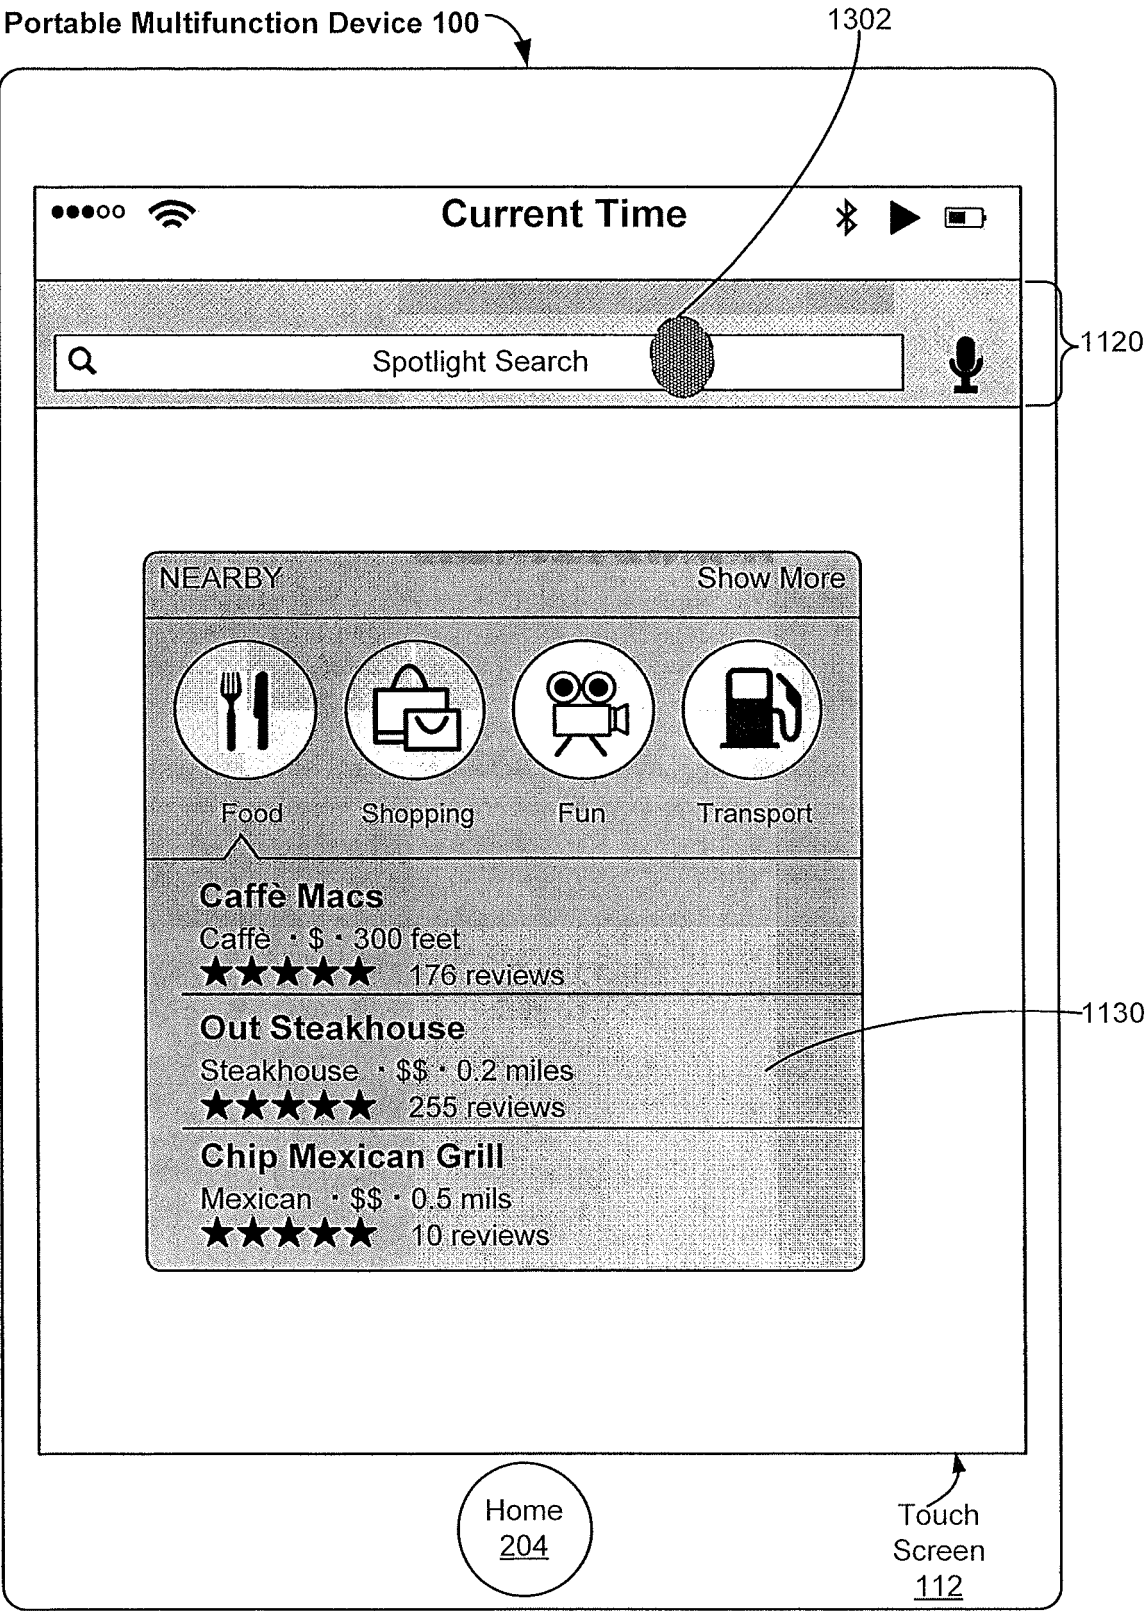 Portable Multifunction Device 100
1302
Current Time
Spotlight Search
1120
NEARBY Show More
Food Shopping Fun Transport
Caffè Macs
Caffè · $ · 300 feet
★★★★★ 176 reviews
Out Steakhouse
Steakhouse · $$ · 0.2 miles
★★★★★ 255 reviews
1130
Chip Mexican Grill
Mexican · $$ · 0.5 mils
★★★★★ 10 reviews
Home
204
Touch
Screen
112